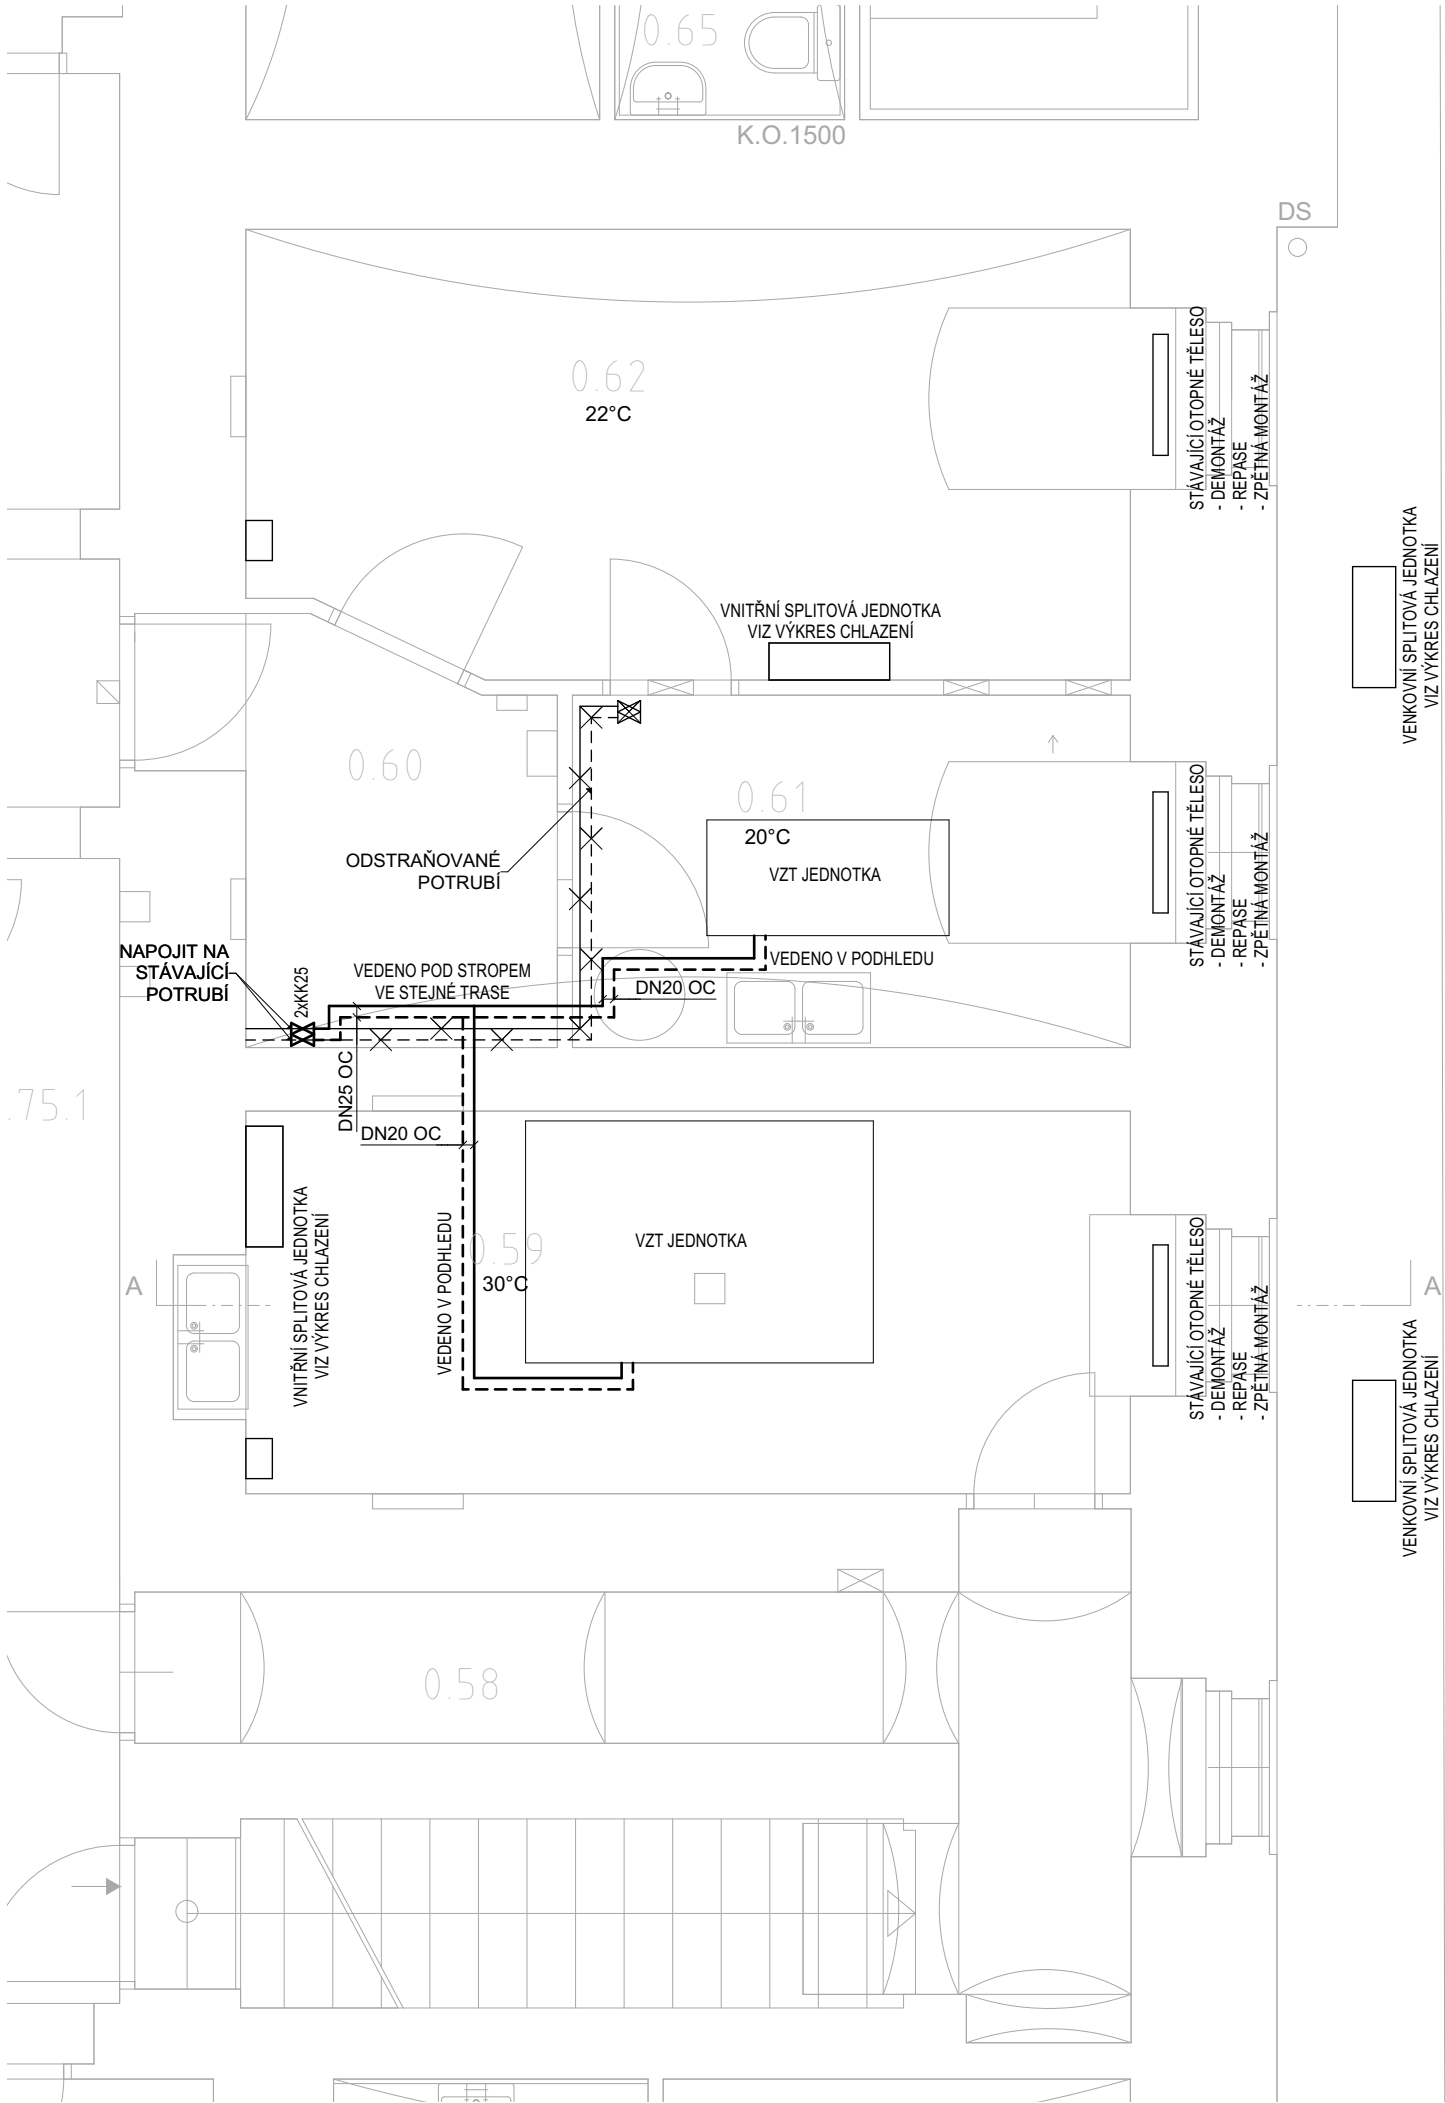 0.65
K.O.1500
DS
0.62
22°C
STÁVAJÍCÍ OTOPNÉ TĚLESO
- DEMONTÁŽ
- REPASE
- ZPĚTNÁ MONTÁŽ
VENKOVNÍ SPLITOVÁ JEDNOTKA
VIZ VÝKRES CHLAZENÍ
VNITŘNÍ SPLITOVÁ JEDNOTKA
VIZ VÝKRES CHLAZENÍ
0.60
0.61
20°C
VZT JEDNOTKA
STÁVAJÍCÍ OTOPNÉ TĚLESO
- DEMONTÁŽ
- REPASE
- ZPĚTNÁ MONTÁŽ
ODSTRAŇOVANÉ
POTRUBÍ
NAPOJIT NA
STÁVAJÍCÍ
POTRUBÍ
2xKK25
VEDENO POD STROPEM
VE STEJNÉ TRASE
VEDENO V PODHLEDU
DN20 OC
DN25 OC
DN20 OC
.75.1
VNITŘNÍ SPLITOVÁ JEDNOTKA
VIZ VÝKRES CHLAZENÍ
VEDENO V PODHLEDU
0.59
30°C
VZT JEDNOTKA
A
A
STÁVAJÍCÍ OTOPNÉ TĚLESO
- DEMONTÁŽ
- REPASE
- ZPĚTNÁ MONTÁŽ
VENKOVNÍ SPLITOVÁ JEDNOTKA
VIZ VÝKRES CHLAZENÍ
0.58